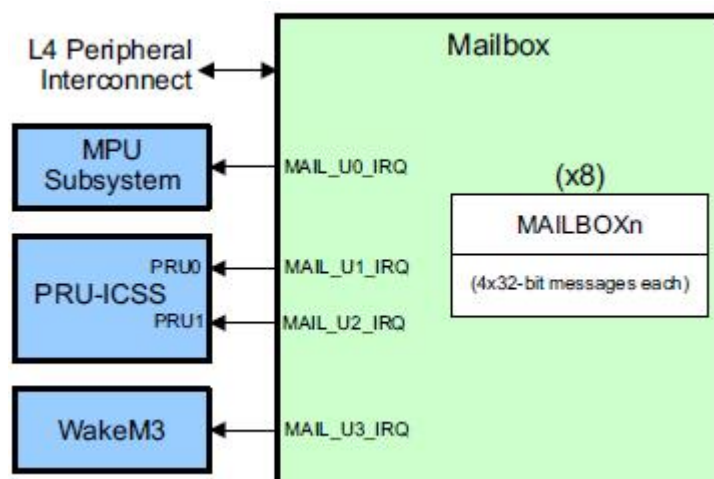 L4 Peripheral
Interconnect
Mailbox
MPU
Subsystem
MAIL_U0_IRQ
(x8)
MAILBOXn
(4x32-bit messages each)
PRU0
MAIL_U1_IRQ
PRU-ICSS
PRU1
MAIL_U2_IRQ
WakeM3
MAIL_U3_IRQ